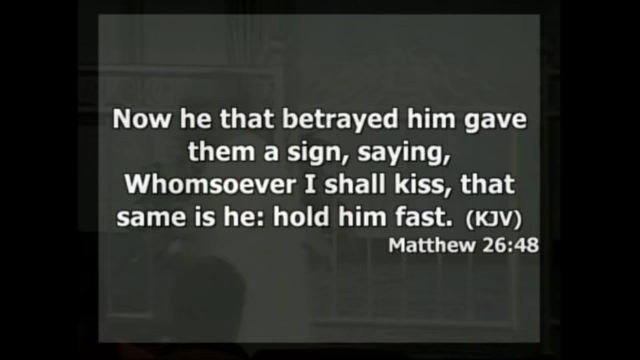 Now he that betrayed him gave
them a sign, saying,
Whomsoever I shall kiss, that
same is he: hold him fast. (KJV)
Matthew 26:48